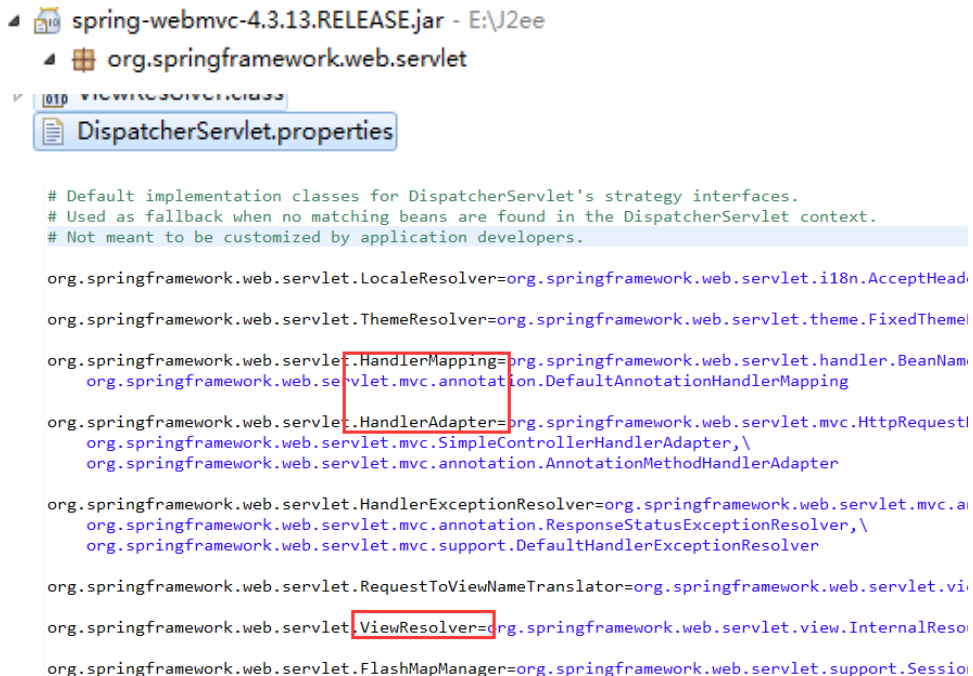 spring-webmvc-4.3.13.RELEASE.jar - E:\J2ee
org.springframework.web.servlet
ViewResolver.class
DispatcherServlet.properties
# Default implementation classes for DispatcherServlet's strategy interfaces.
# Used as fallback when no matching beans are found in the DispatcherServlet context.
# Not meant to be customized by application developers.
org.springframework.web.servlet.LocaleResolver=org.springframework.web.servlet.i18n.AcceptHead
org.springframework.web.servlet.ThemeResolver=org.springframework.web.servlet.theme.FixedTheme
org.springframework.web.servlet.HandlerMapping=org.springframework.web.servlet.handler.BeanName
org.springframework.web.servlet.mvc.annotation.DefaultAnnotationHandlerMapping
org.springframework.web.servlet.HandlerAdapter=org.springframework.web.servlet.mvc.HttpRequest
org.springframework.web.servlet.mvc.SimpleControllerHandlerAdapter,\
org.springframework.web.servlet.mvc.annotation.AnnotationMethodHandlerAdapter
org.springframework.web.servlet.HandlerExceptionResolver=org.springframework.web.servlet.mvc.an
org.springframework.web.servlet.mvc.annotation.ResponseStatusExceptionResolver,\
org.springframework.web.servlet.mvc.support.DefaultHandlerExceptionResolver
org.springframework.web.servlet.RequestToViewNameTranslator=org.springframework.web.servlet.vie
org.springframework.web.servlet.ViewResolver=org.springframework.web.servlet.view.InternalResou
org.springframework.web.servlet.FlashMapManager=org.springframework.web.servlet.support.Session